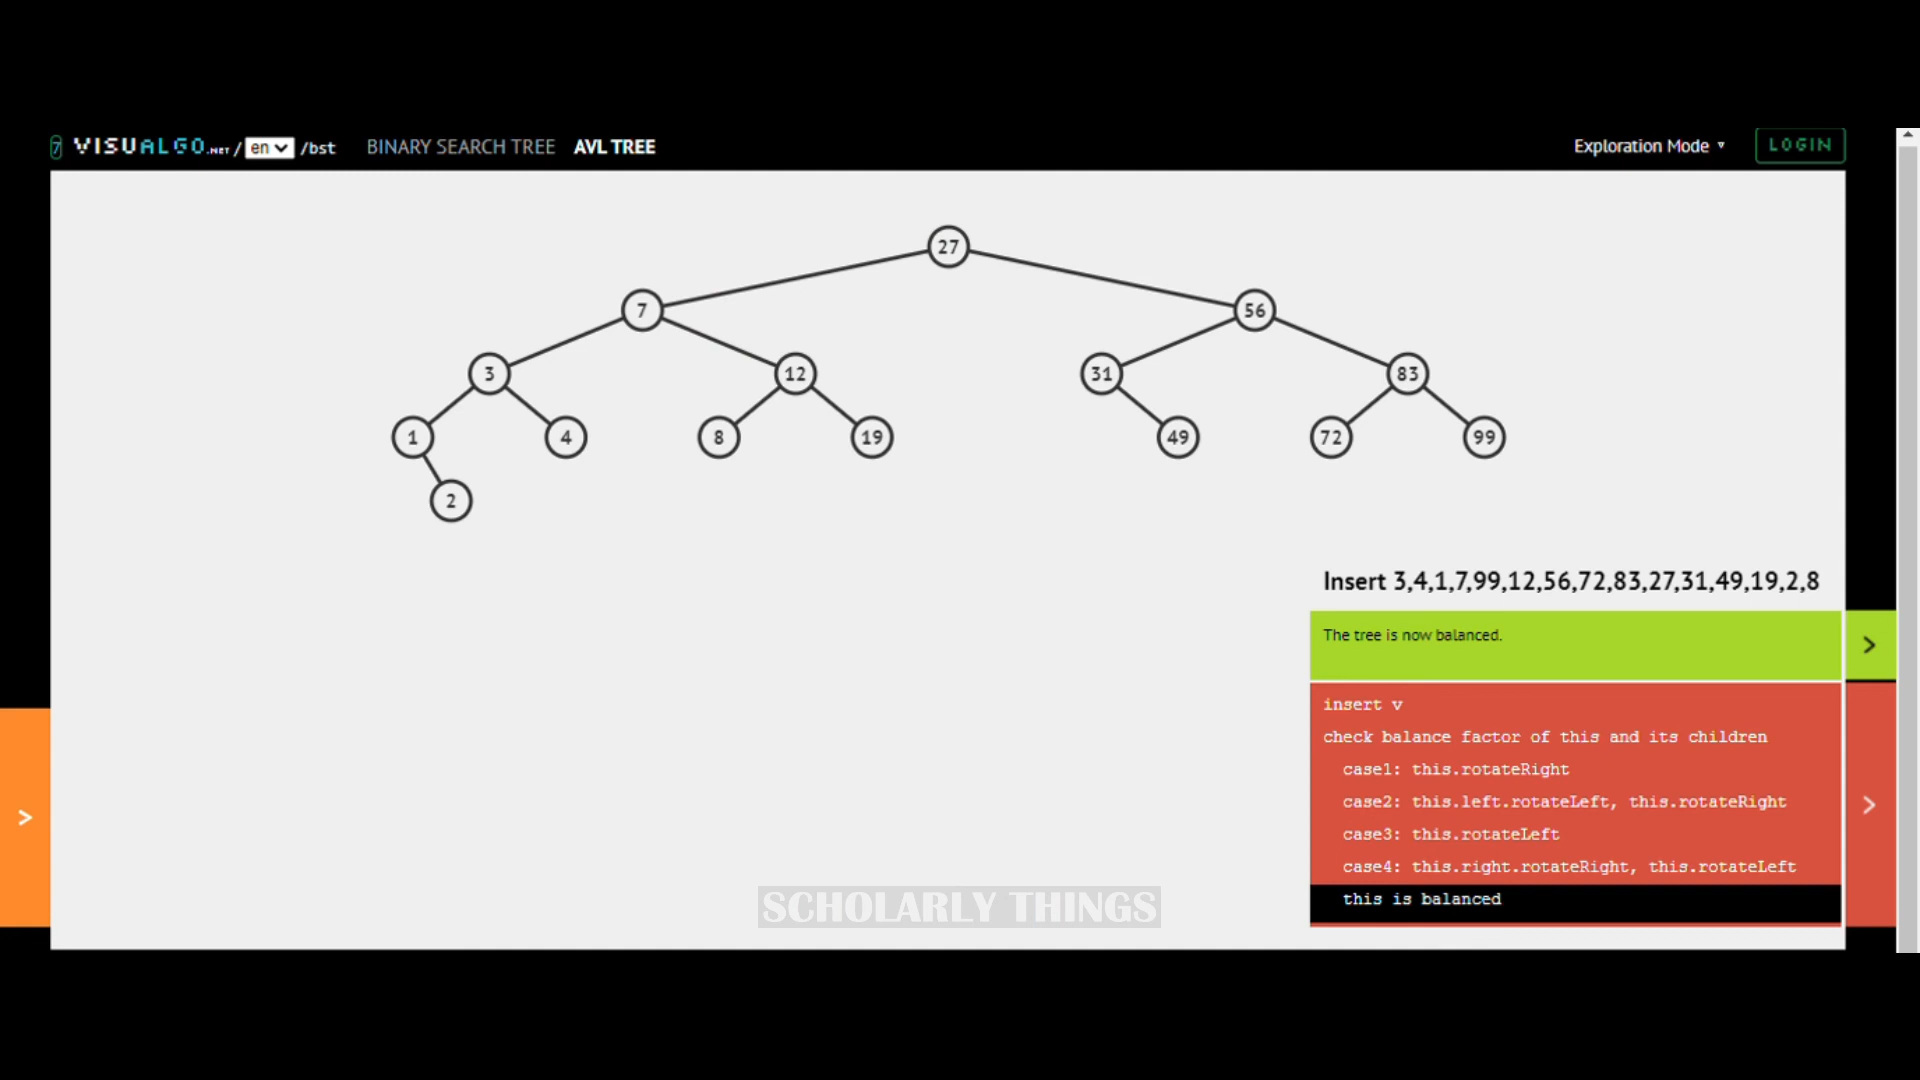 7 VISUALGO.NET / en /bst BINARY SEARCH TREE AVL TREE Exploration Mode ▾ LOGIN
27
7 56
3 12 31 83
1 4 8 19 49 72 99
2
Insert 3,4,1,7,99,12,56,72,83,27,31,49,19,2,8
The tree is now balanced.
insert v
check balance factor of this and its children
case1: this.rotateRight
case2: this.left.rotateLeft, this.rotateRight
case3: this.rotateLeft
case4: this.right.rotateRight, this.rotateLeft
this is balanced
SCHOLARLY THINGS